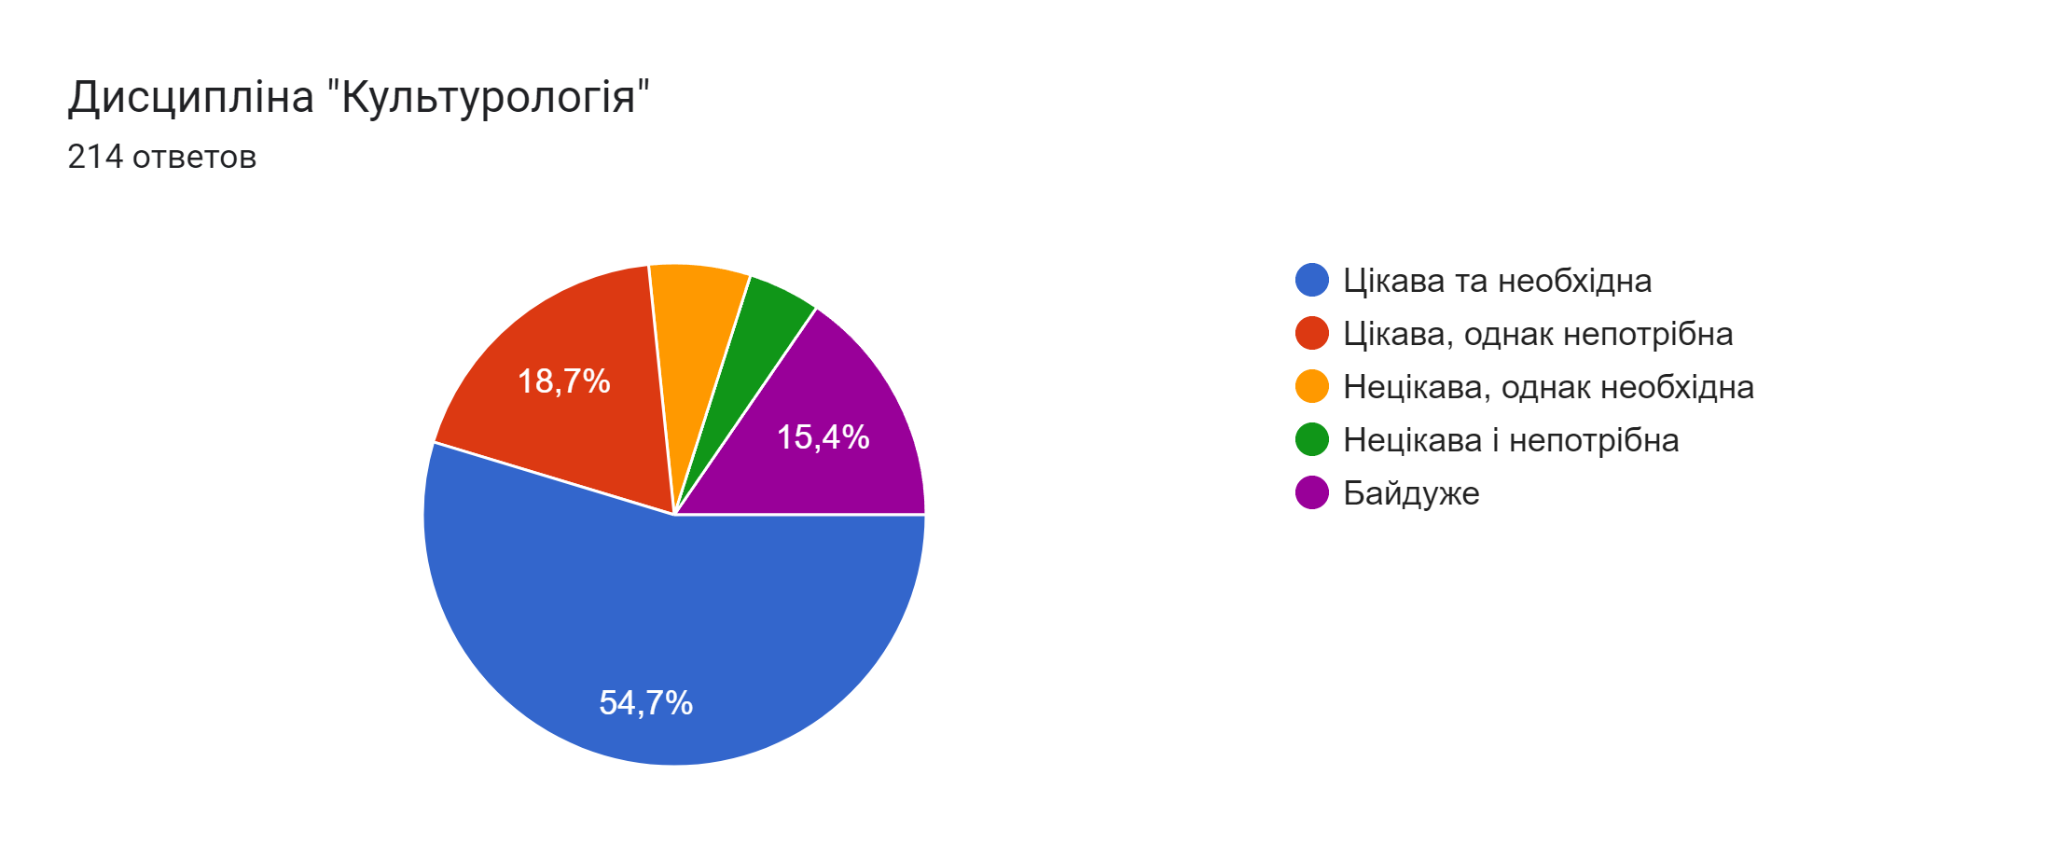 Дисципліна "Культурологія"
214 ответов
Цікава та необхідна
Цікава, однак непотрібна
Нецікава, однак необхідна
Нецікава і непотрібна
Байдуже
18,7%
15,4%
54,7%